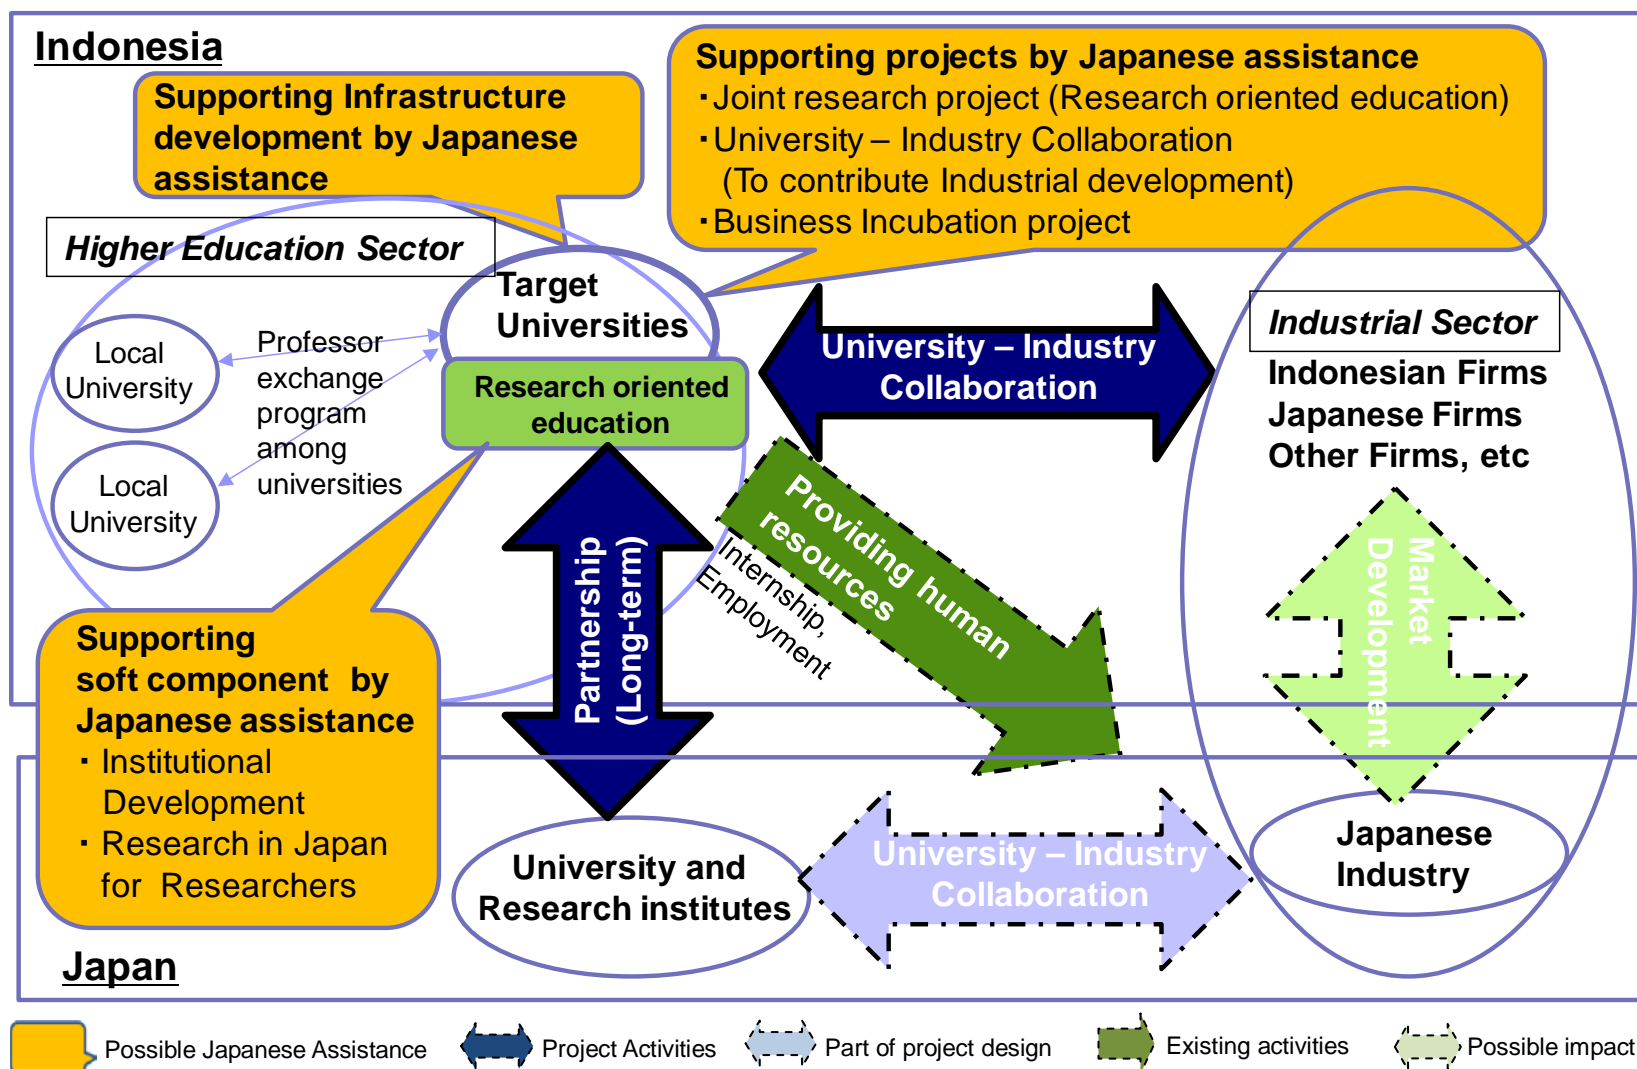 Indonesia
Supporting Infrastructure
development by Japanese
assistance
Supporting projects by Japanese assistance
・Joint research project (Research oriented education)
・University – Industry Collaboration
(To contribute Industrial development)
・Business Incubation project
Higher Education Sector
Target
Universities
Research oriented
education
Local
University
Local
University
Professor
exchange
program
among
universities
University – Industry
Collaboration
Industrial Sector
Indonesian Firms
Japanese Firms
Other Firms, etc
Providing human
resources
Internship,
Employment
Partnership
(Long-term)
Market
Development
Supporting
soft component by
Japanese assistance
・Institutional
Development
・Research in Japan
for Researchers
University and
Research institutes
University – Industry
Collaboration
Japanese
Industry
Japan
Possible Japanese Assistance
Project Activities
Part of project design
Existing activities
Possible impact